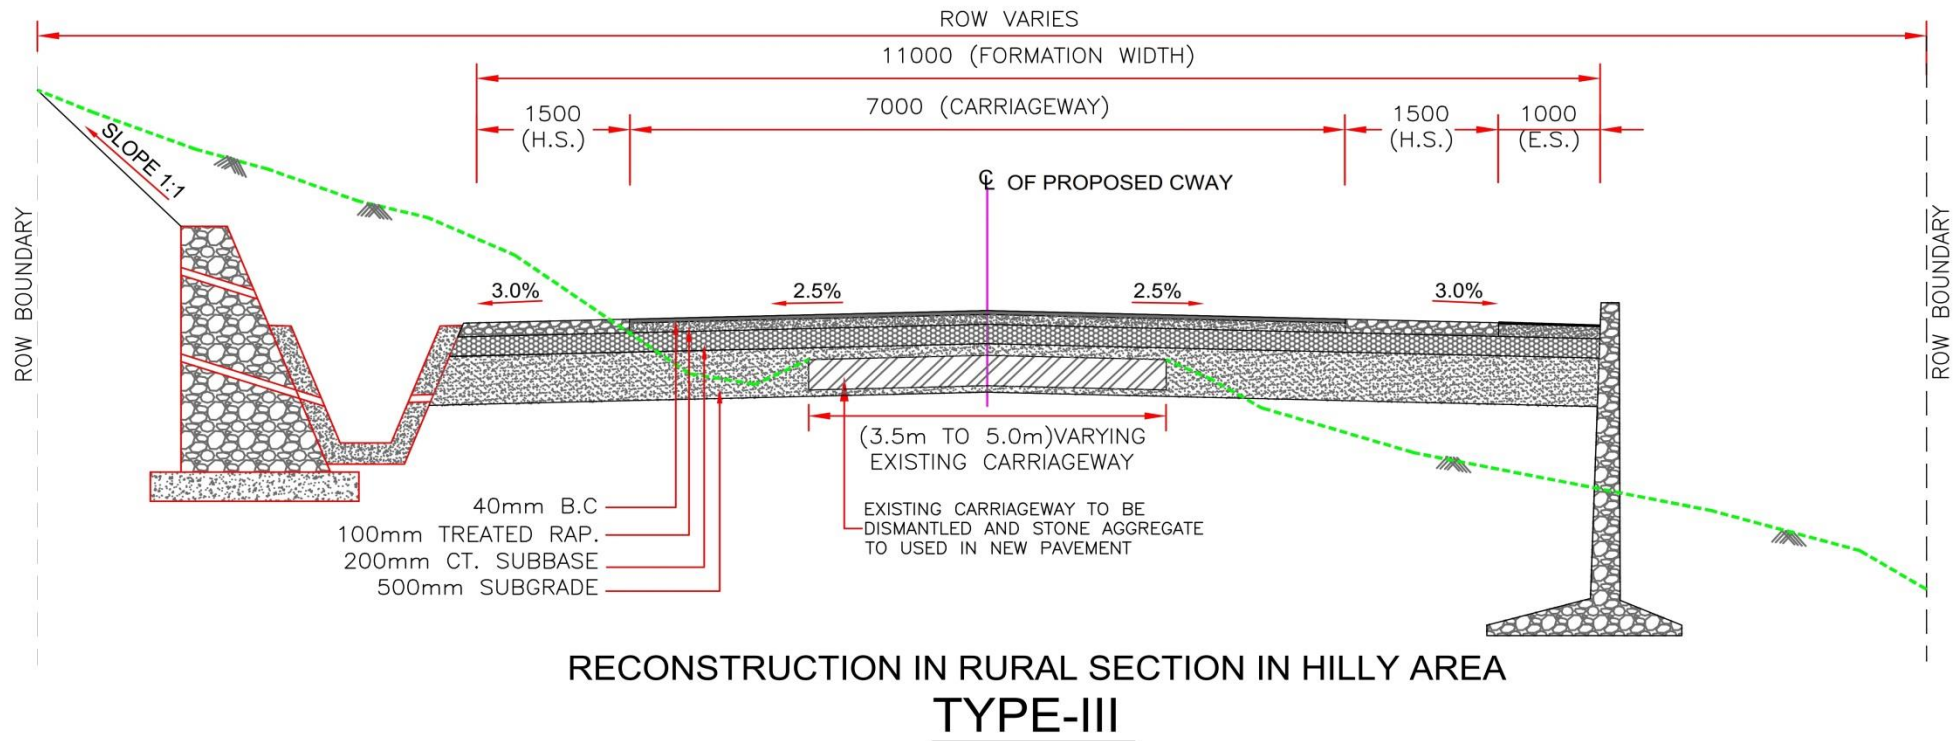 ROW VARIES
11000 (FORMATION WIDTH)
7000 (CARRIAGEWAY)
1500
(H.S.)
1500
(H.S.)
1000
(E.S.)
SLOPE 1:1
℄ OF PROPOSED CWAY
ROW BOUNDARY
ROW BOUNDARY
3.0%
2.5%
2.5%
3.0%
(3.5m TO 5.0m)VARYING
EXISTING CARRIAGEWAY
40mm B.C
100mm TREATED RAP.
200mm CT. SUBBASE
500mm SUBGRADE
EXISTING CARRIAGEWAY TO BE
DISMANTLED AND STONE AGGREGATE
TO USED IN NEW PAVEMENT
RECONSTRUCTION IN RURAL SECTION IN HILLY AREA
TYPE-III